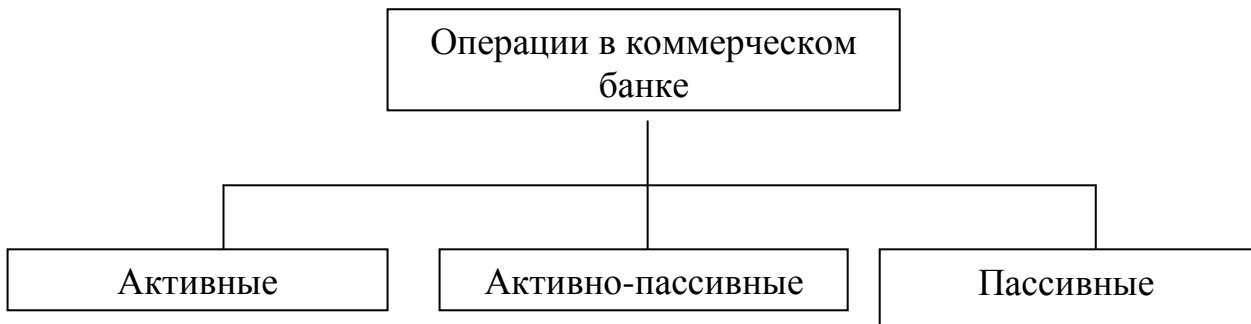 Операции в коммерческом
банке
Активные
Активно-пассивные
Пассивные